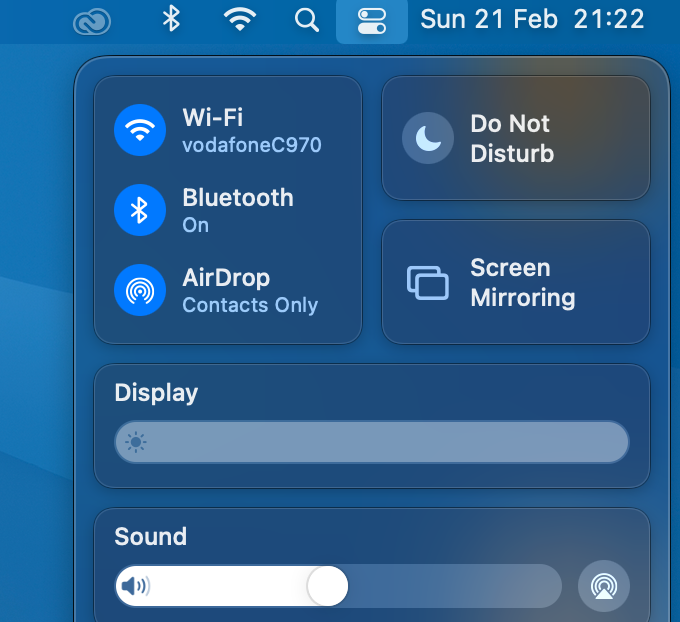 Sun 21 Feb 21:22
Wi-Fi
vodafoneC970
Bluetooth
On
AirDrop
Contacts Only
Do Not
Disturb
Screen
Mirroring
Display
Sound